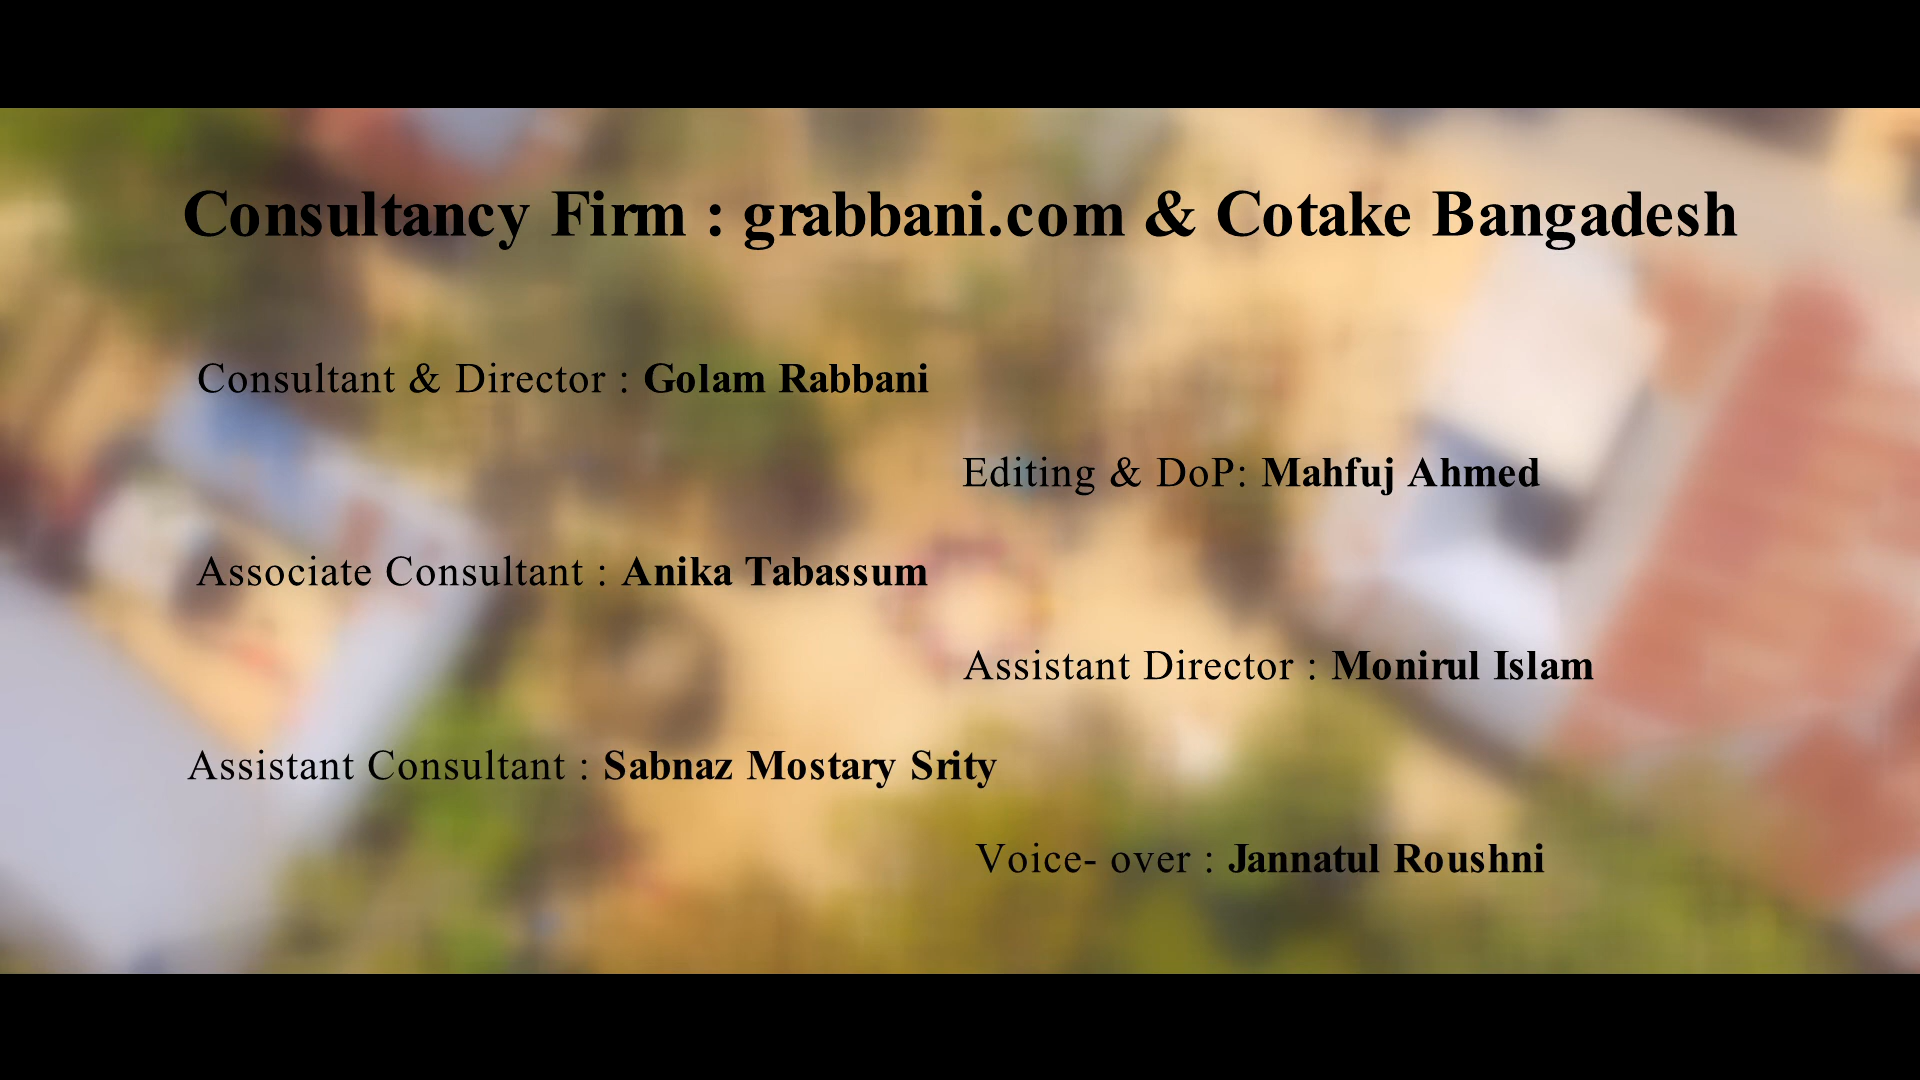 Consultancy Firm : grabbani.com & Cotake Bangadesh
Consultant & Director : Golam Rabbani
Editing & DoP: Mahfuj Ahmed
Associate Consultant : Anika Tabassum
Assistant Director : Monirul Islam
Assistant Consultant : Sabnaz Mostary Srity
Voice- over : Jannatul Roushni